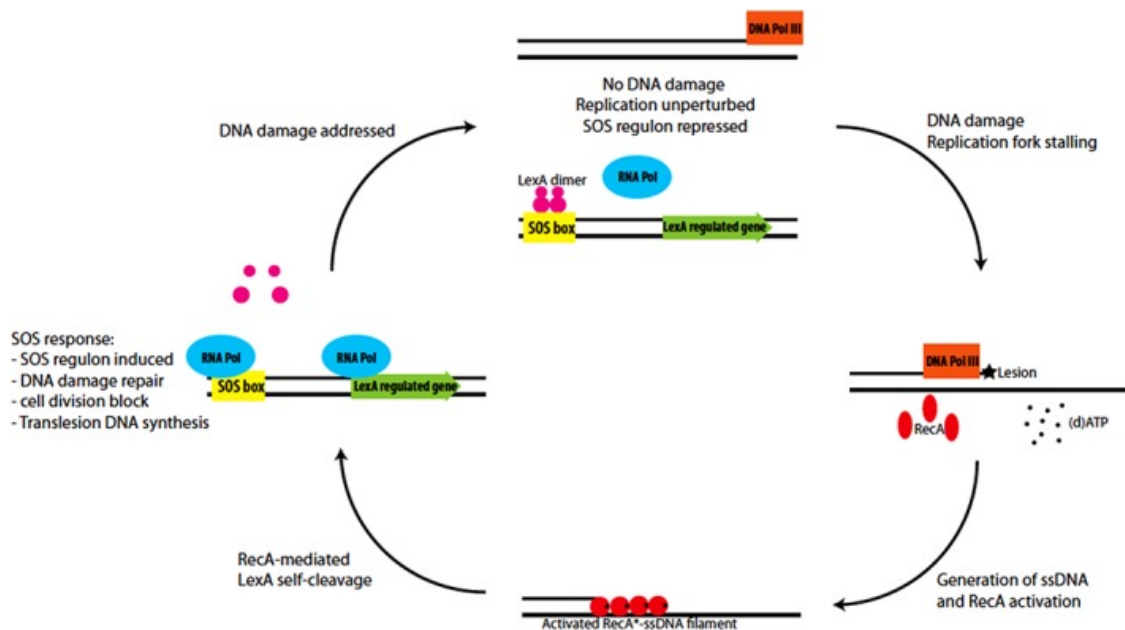 DNA Pol III
No DNA damage
Replication unperturbed
SOS regulon repressed
DNA damage addressed
DNA damage
Replication fork stalling
LexA dimer
RNA Pol
SOS box
LexA regulated gene
SOS response:
- SOS regulon induced
- DNA damage repair
- cell division block
- Translesion DNA synthesis
RNA Pol
RNA Pol
SOS box
LexA regulated gene
DNA Pol III
Lesion
RecA
(d)ATP
RecA-mediated
LexA self-cleavage
Generation of ssDNA
and RecA activation
Activated RecA*-ssDNA filament